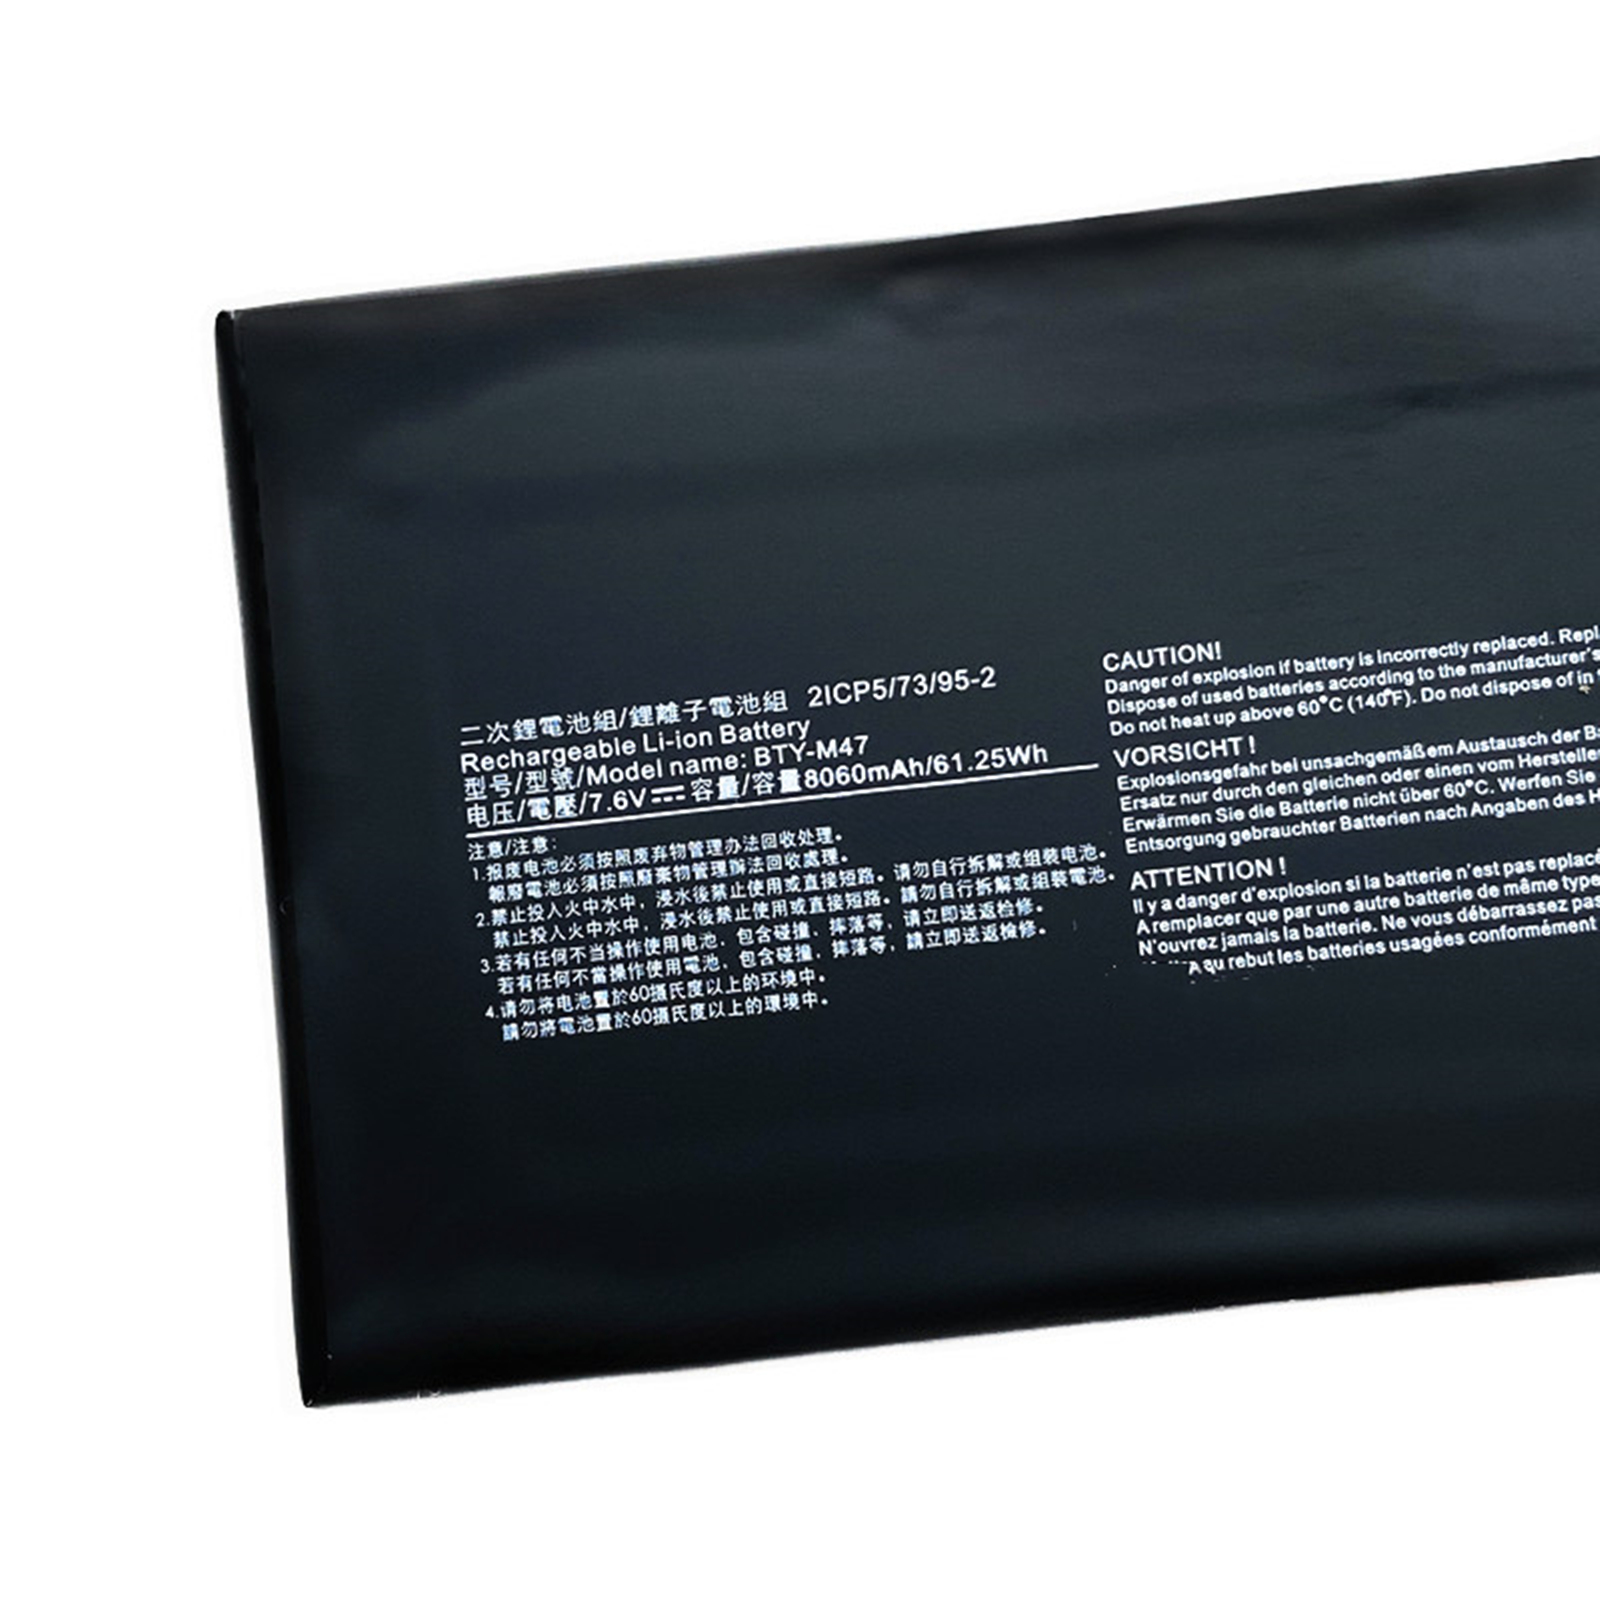 二次鋰電池組/鋰離子電池組 2ICP5/73/95-2
Rechargeable Li-ion Battery
型号/型號/Model name: BTY-M47
电压/電壓/7.6V⎓容量/容量8060mAh/61.25Wh
注意/注意:
1.报废电池必须按照废弃物管理办法回收处理。
報廢電池必須按照廢棄物管理辦法回收處理。
2.禁止投入火中水中，浸水後禁止使用或直接短路。请勿自行拆解或组装电池。
禁止投入火中水中，浸水後禁止使用或直接短路。請勿自行拆解或組裝電池。
3.若有任何不当操作使用电池，包含碰撞，摔落等，请立即送返检修。
若有任何不當操作使用電池，包含碰撞，摔落等，請立即送返檢修。
4.请勿将电池置於60摄氏度以上的环境中。
請勿將電池置於60攝氏度以上的環境中。
CAUTION!
Danger of explosion if battery is incorrectly replaced. Repl
Dispose of used batteries according to the manufacturer's
Do not heat up above 60°C (140°F). Do not dispose of in
VORSICHT !
Explosionsgefahr bei unsachgemäßem Austausch der Ba
Ersatz nur durch den gleichen oder einen vom Hersteller
Erwärmen Sie die Batterie nicht über 60°C. Werfen Sie
Entsorgung gebrauchter Batterien nach Angaben des H
ATTENTION !
Il y a danger d'explosion si la batterie n'est pas replacé
A remplacer que par une autre batterie de même type
N'ouvrez jamais la batterie. Ne vous débarrassez pas
qu rebut les batteries usagées conformément